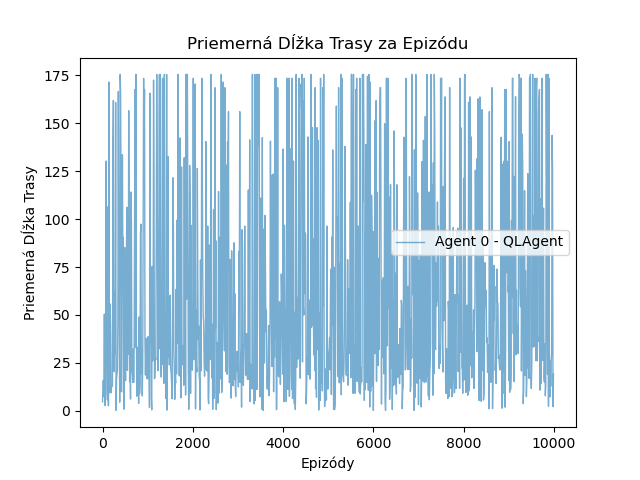 Priemerná Dĺžka Trasy za Epizódu
Priemerná Dĺžka Trasy
175
150
125
100
75
50
25
0
Agent 0 - QLAgent
0 2000 4000 6000 8000 10000
Epizódy